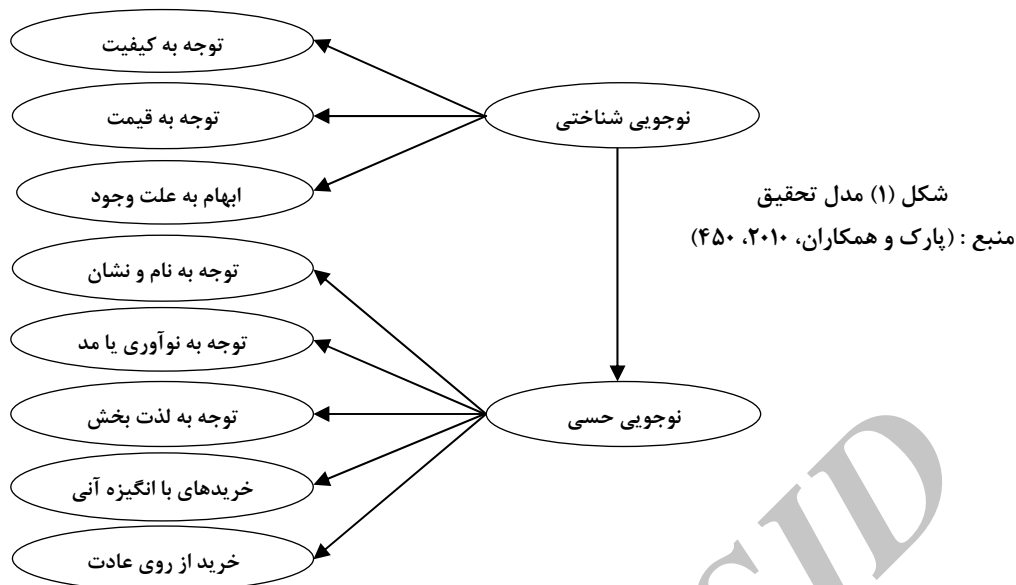 توجه به کیفیت
توجه به قیمت
نوجویی شناختی
ابهام به علت وجود
شکل (۱) مدل تحقیق
منبع : (پارک و همکاران، ۲۰۱۰، ۴۵۰)
توجه به نام و نشان
توجه به نوآوری یا مد
توجه به لذت بخش
نوجویی حسی
خریدهای با انگیزه آنی
خرید از روی عادت
SID